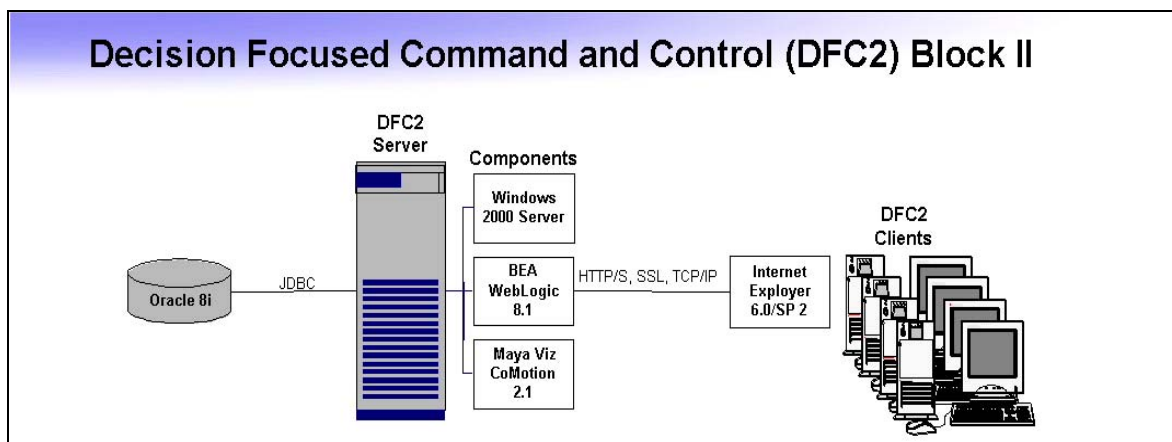 Decision Focused Command and Control (DFC2) Block II
DFC2
Server
Components
Windows
2000 Server
DFC2
Clients
Oracle 8i
JDBC
BEA
WebLogic
8.1
HTTP/S, SSL, TCP/IP
Internet
Exployer
6.0/SP 2
Maya Viz
CoMotion
2.1